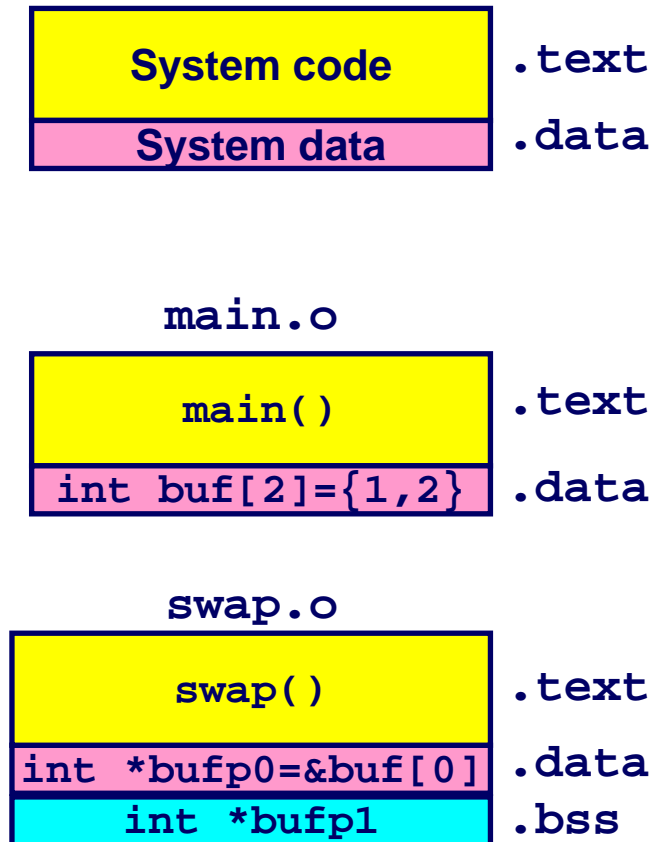 System code .text
System data .data
main.o
main() .text
int buf[2]={1,2} .data
swap.o
swap() .text
int *bufp0=&buf[0] .data
int *bufp1 .bss